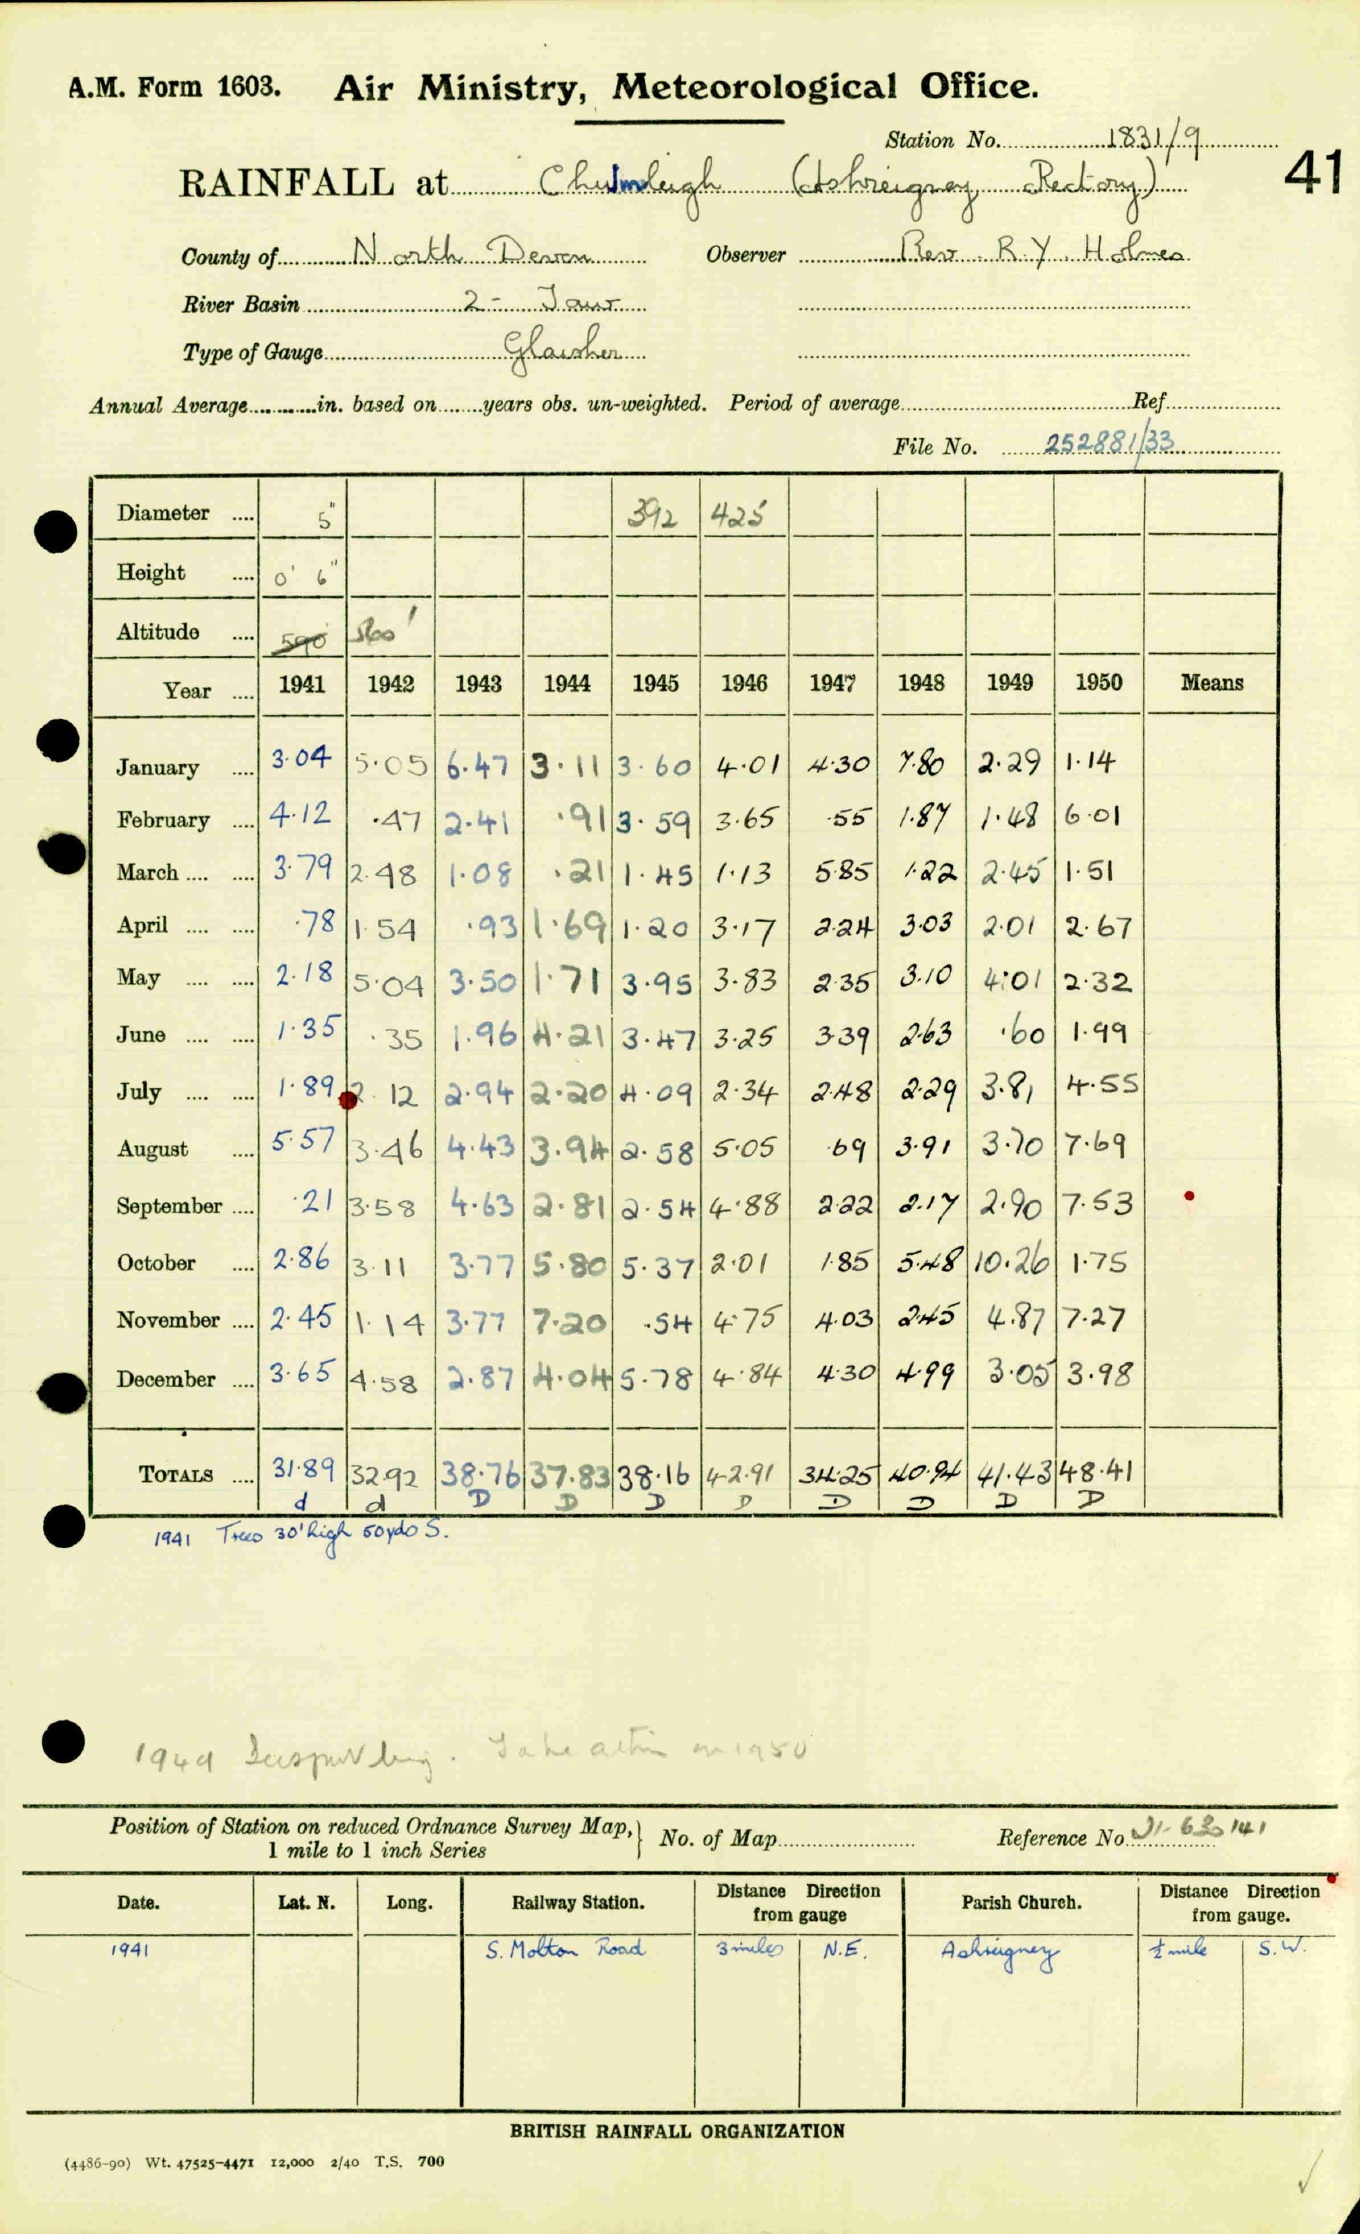 A.M. Form 1603. Air Ministry, Meteorological Office.
Station No. 1831/9
41
RAINFALL at Chulmleigh (Ashreigney Rectory)
County of North Devon Observer Rev. R.Y. Holmes
River Basin 2 - Taw
Type of Gauge Glaisher
Annual Average in. based on years obs. un-weighted. Period of average Ref
File No. 252881/33
Diameter 5" 392 425
Height 0' 6"
Altitude 590
Year 1941 1942 1943 1944 1945 1946 1947 1948 1949 1950 Means
January 3.04 5.05 6.47 3.11 3.60 4.01 4.30 7.80 2.29 1.14
February 4.12 .47 2.41 .91 3.59 3.65 .55 1.87 1.48 6.01
March 3.79 2.48 1.08 .21 1.45 1.13 5.85 1.22 2.45 1.51
April .78 1.54 .93 1.69 1.20 3.17 2.24 3.03 2.01 2.67
May 2.18 5.04 3.50 1.71 3.95 3.83 2.35 3.10 4.01 2.32
June 1.35 .35 1.96 4.21 3.47 3.25 3.39 2.63 .60 1.99
July 1.89 2.12 2.94 2.20 4.09 2.34 2.48 2.29 3.81 4.55
August 5.57 3.46 4.43 3.94 2.58 5.05 .69 3.91 3.70 7.69
September .21 3.58 4.63 2.81 2.54 4.88 2.22 2.17 2.90 7.53
October 2.86 3.11 3.77 5.80 5.37 2.01 1.85 5.48 10.26 1.75
November 2.45 1.14 3.77 7.20 .54 4.75 4.03 2.45 4.87 7.27
December 3.65 4.58 2.87 4.04 5.78 4.84 4.30 4.99 3.05 3.98
TOTALS 31.89 32.92 38.76 37.83 38.16 42.91 34.25 40.94 41.43 48.41
d d D D D D D D D D
1941 Trees 30' high 50 yds S.
1949 1950
Position of Station on reduced Ordnance Survey Map,
1 mile to 1 inch Series
No. of Map Reference No 630141
Date. Lat. N. Long. Railway Station. Distance Direction from gauge Parish Church. Distance Direction from gauge.
1941 S. Molton Road 3 miles N.E. Ashreigney ½ mile S.W.
BRITISH RAINFALL ORGANIZATION
(4486-90) Wt. 47525-4471 12,000 2/40 T.S. 700